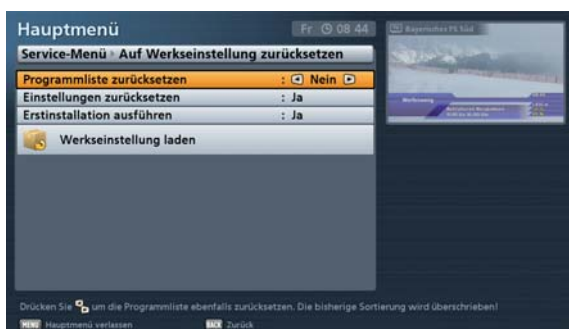 Hauptmenü
Fr 08 44
Bayerisches FS Süd
Service-Menü Auf Werkseinstellung zurücksetzen
Programmliste zurücksetzen : Nein
Einstellungen zurücksetzen : Ja
Erstinstallation ausführen : Ja
Werkseinstellung laden
Drücken Sie um die Programmliste ebenfalls zurücksetzen. Die bisherige Sortierung wird überschrieben!
MENU Hauptmenü verlassen BACK Zurück